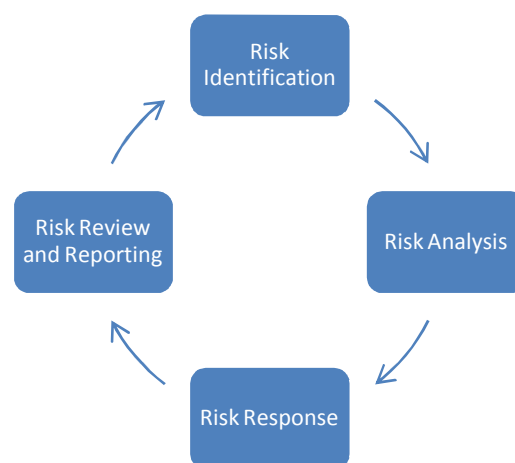 Risk
Identification
Risk Analysis
Risk Response
Risk Review
and Reporting